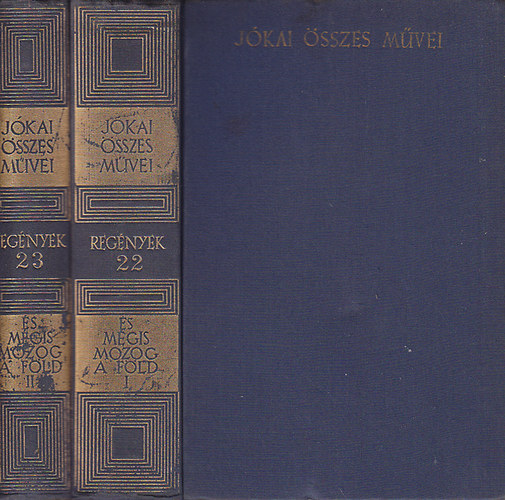 JÓKAI
ÖSSZES
MŰVEI
REGÉNYEK
23
ÉS
MÉGIS
MOZOG
A FÖLD
II
JÓKAI
ÖSSZES
MŰVEI
REGÉNYEK
22
ÉS
MÉGIS
MOZOG
A FÖLD
I
JÓKAI ÖSSZES MŰVEI